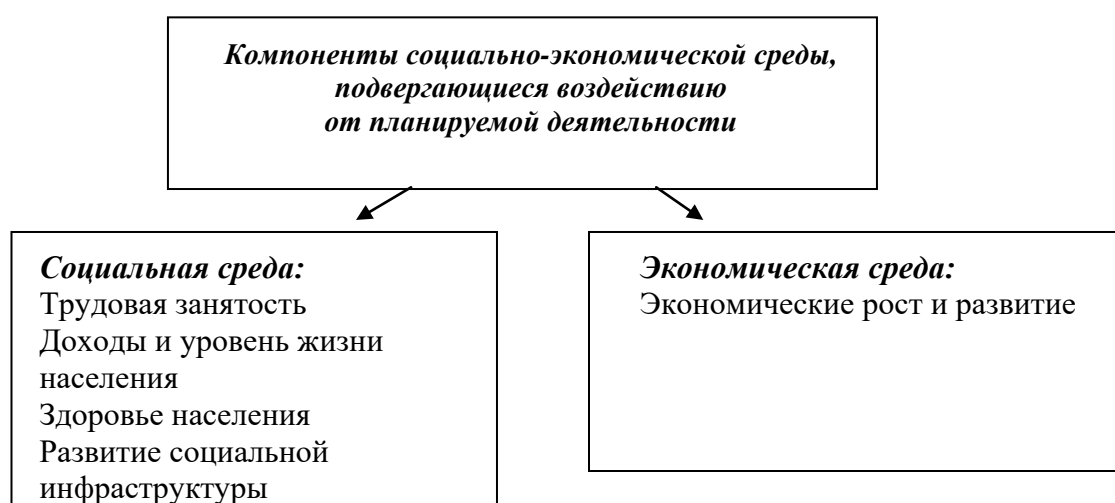 Компоненты социально-экономической среды,
подвергающиеся воздействию
от планируемой деятельности
Социальная среда:
Трудовая занятость
Доходы и уровень жизни
населения
Здоровье населения
Развитие социальной
инфраструктуры
Экономическая среда:
Экономические рост и развитие